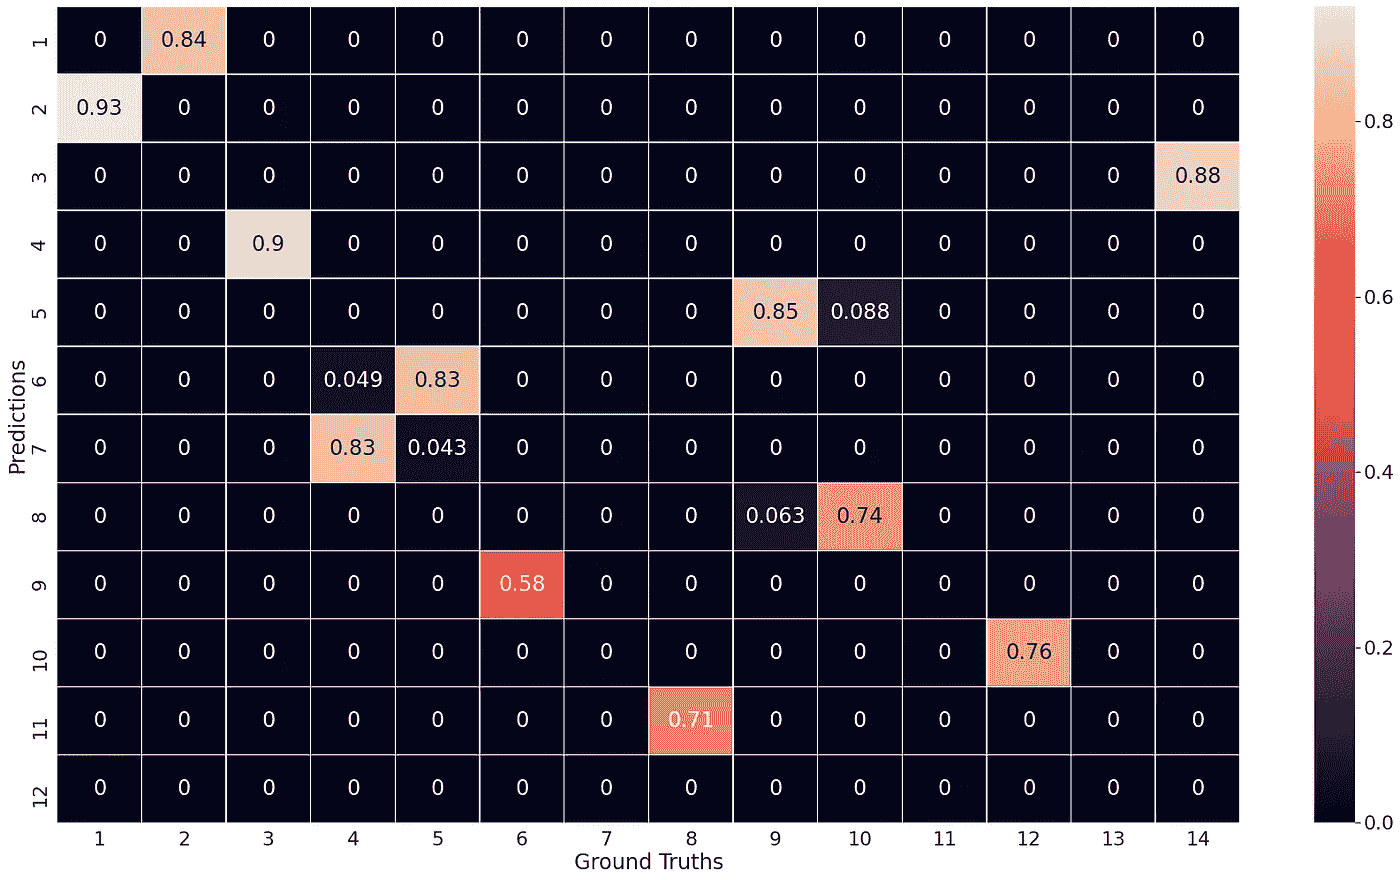 1 0 0.84 0 0 0 0 0 0 0 0 0 0 0 0
2 0.93 0 0 0 0 0 0 0 0 0 0 0 0 0
3 0 0 0 0 0 0 0 0 0 0 0 0 0 0.88
4 0 0 0.9 0 0 0 0 0 0 0 0 0 0 0
5 0 0 0 0 0 0 0 0 0.85 0.088 0 0 0 0
6 0 0 0 0.049 0.83 0 0 0 0 0 0 0 0 0
7 0 0 0 0.83 0.043 0 0 0 0 0 0 0 0 0
8 0 0 0 0 0 0 0 0 0.063 0.74 0 0 0 0
9 0 0 0 0 0 0.58 0 0 0 0 0 0 0 0
10 0 0 0 0 0 0 0 0 0 0 0 0.76 0 0
11 0 0 0 0 0 0 0 0.71 0 0 0 0 0 0
12 0 0 0 0 0 0 0 0 0 0 0 0 0 0
1 2 3 4 5 6 7 8 9 10 11 12 13 14
Ground Truths
Predictions
0.8
0.6
0.4
0.2
0.0